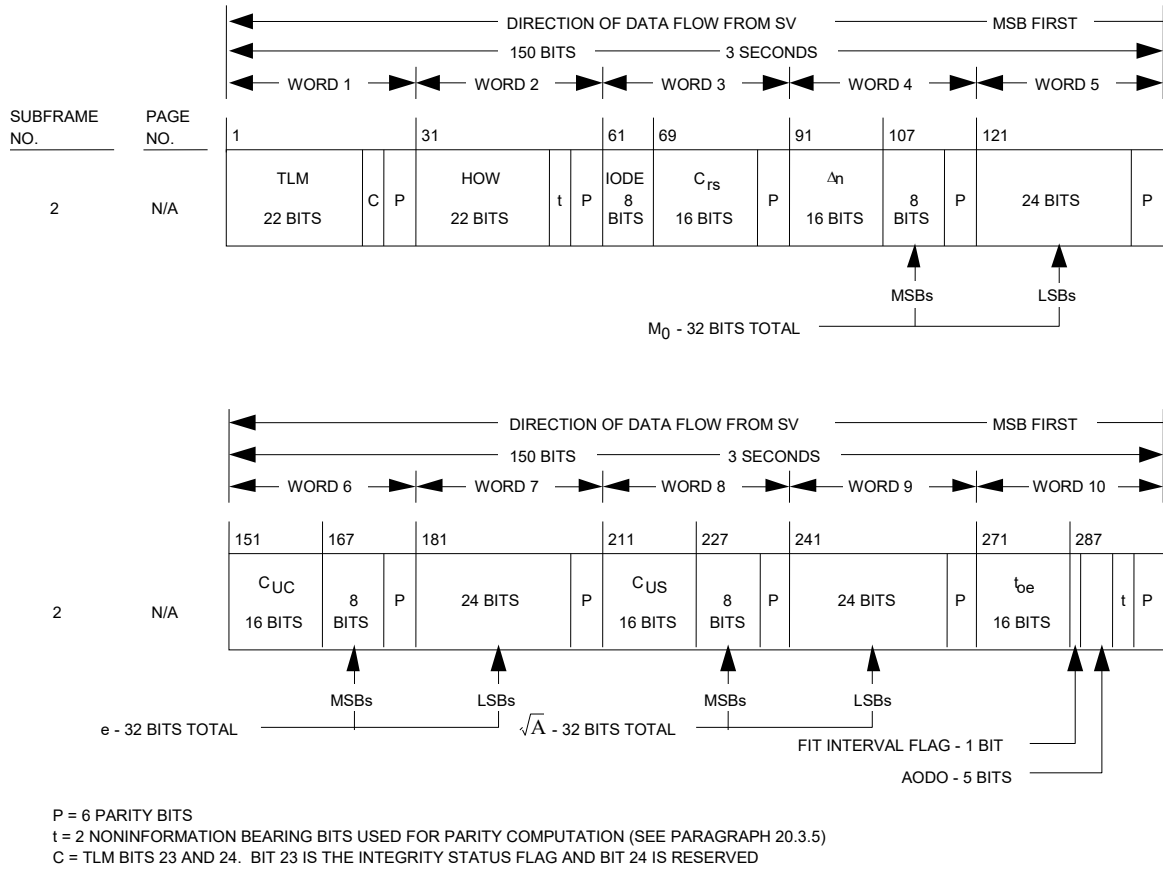 DIRECTION OF DATA FLOW FROM SV MSB FIRST
150 BITS 3 SECONDS
WORD 1 WORD 2 WORD 3 WORD 4 WORD 5
SUBFRAME NO. PAGE NO.
1 31 61 69 91 107 121
2 N/A
TLM 22 BITS C P HOW 22 BITS t P IODE 8 BITS Crs 16 BITS P Δn 16 BITS 8 BITS P 24 BITS P
MSBs LSBs
M0 - 32 BITS TOTAL
DIRECTION OF DATA FLOW FROM SV MSB FIRST
150 BITS 3 SECONDS
WORD 6 WORD 7 WORD 8 WORD 9 WORD 10
151 167 181 211 227 241 271 287
2 N/A
CUC 16 BITS 8 BITS P 24 BITS P CUS 16 BITS 8 BITS P 24 BITS P toe 16 BITS t P
MSBs LSBs MSBs LSBs
e - 32 BITS TOTAL √A - 32 BITS TOTAL
FIT INTERVAL FLAG - 1 BIT
AODO - 5 BITS
P = 6 PARITY BITS
t = 2 NONINFORMATION BEARING BITS USED FOR PARITY COMPUTATION (SEE PARAGRAPH 20.3.5)
C = TLM BITS 23 AND 24. BIT 23 IS THE INTEGRITY STATUS FLAG AND BIT 24 IS RESERVED